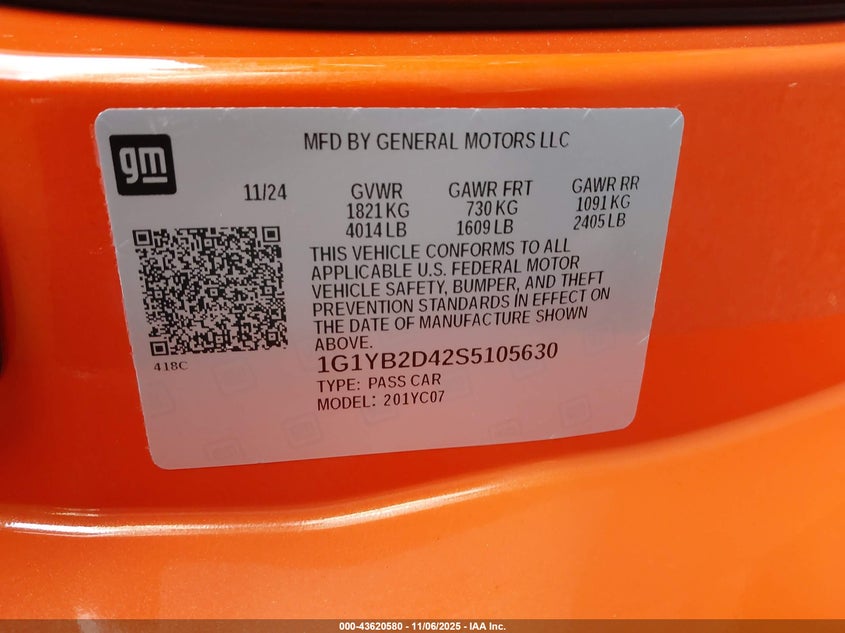 gm
MFD BY GENERAL MOTORS LLC
11/24 GVWR GAWR FRT GAWR RR
1821 KG 730 KG 1091 KG
4014 LB 1609 LB 2405 LB
THIS VEHICLE CONFORMS TO ALL
APPLICABLE U.S. FEDERAL MOTOR
VEHICLE SAFETY, BUMPER, AND THEFT
PREVENTION STANDARDS IN EFFECT ON
THE DATE OF MANUFACTURE SHOWN
ABOVE.
418C
1G1YB2D42S5105630
TYPE: PASS CAR
MODEL: 201YC07
000-43620580 - 11/06/2025 - IAA Inc.